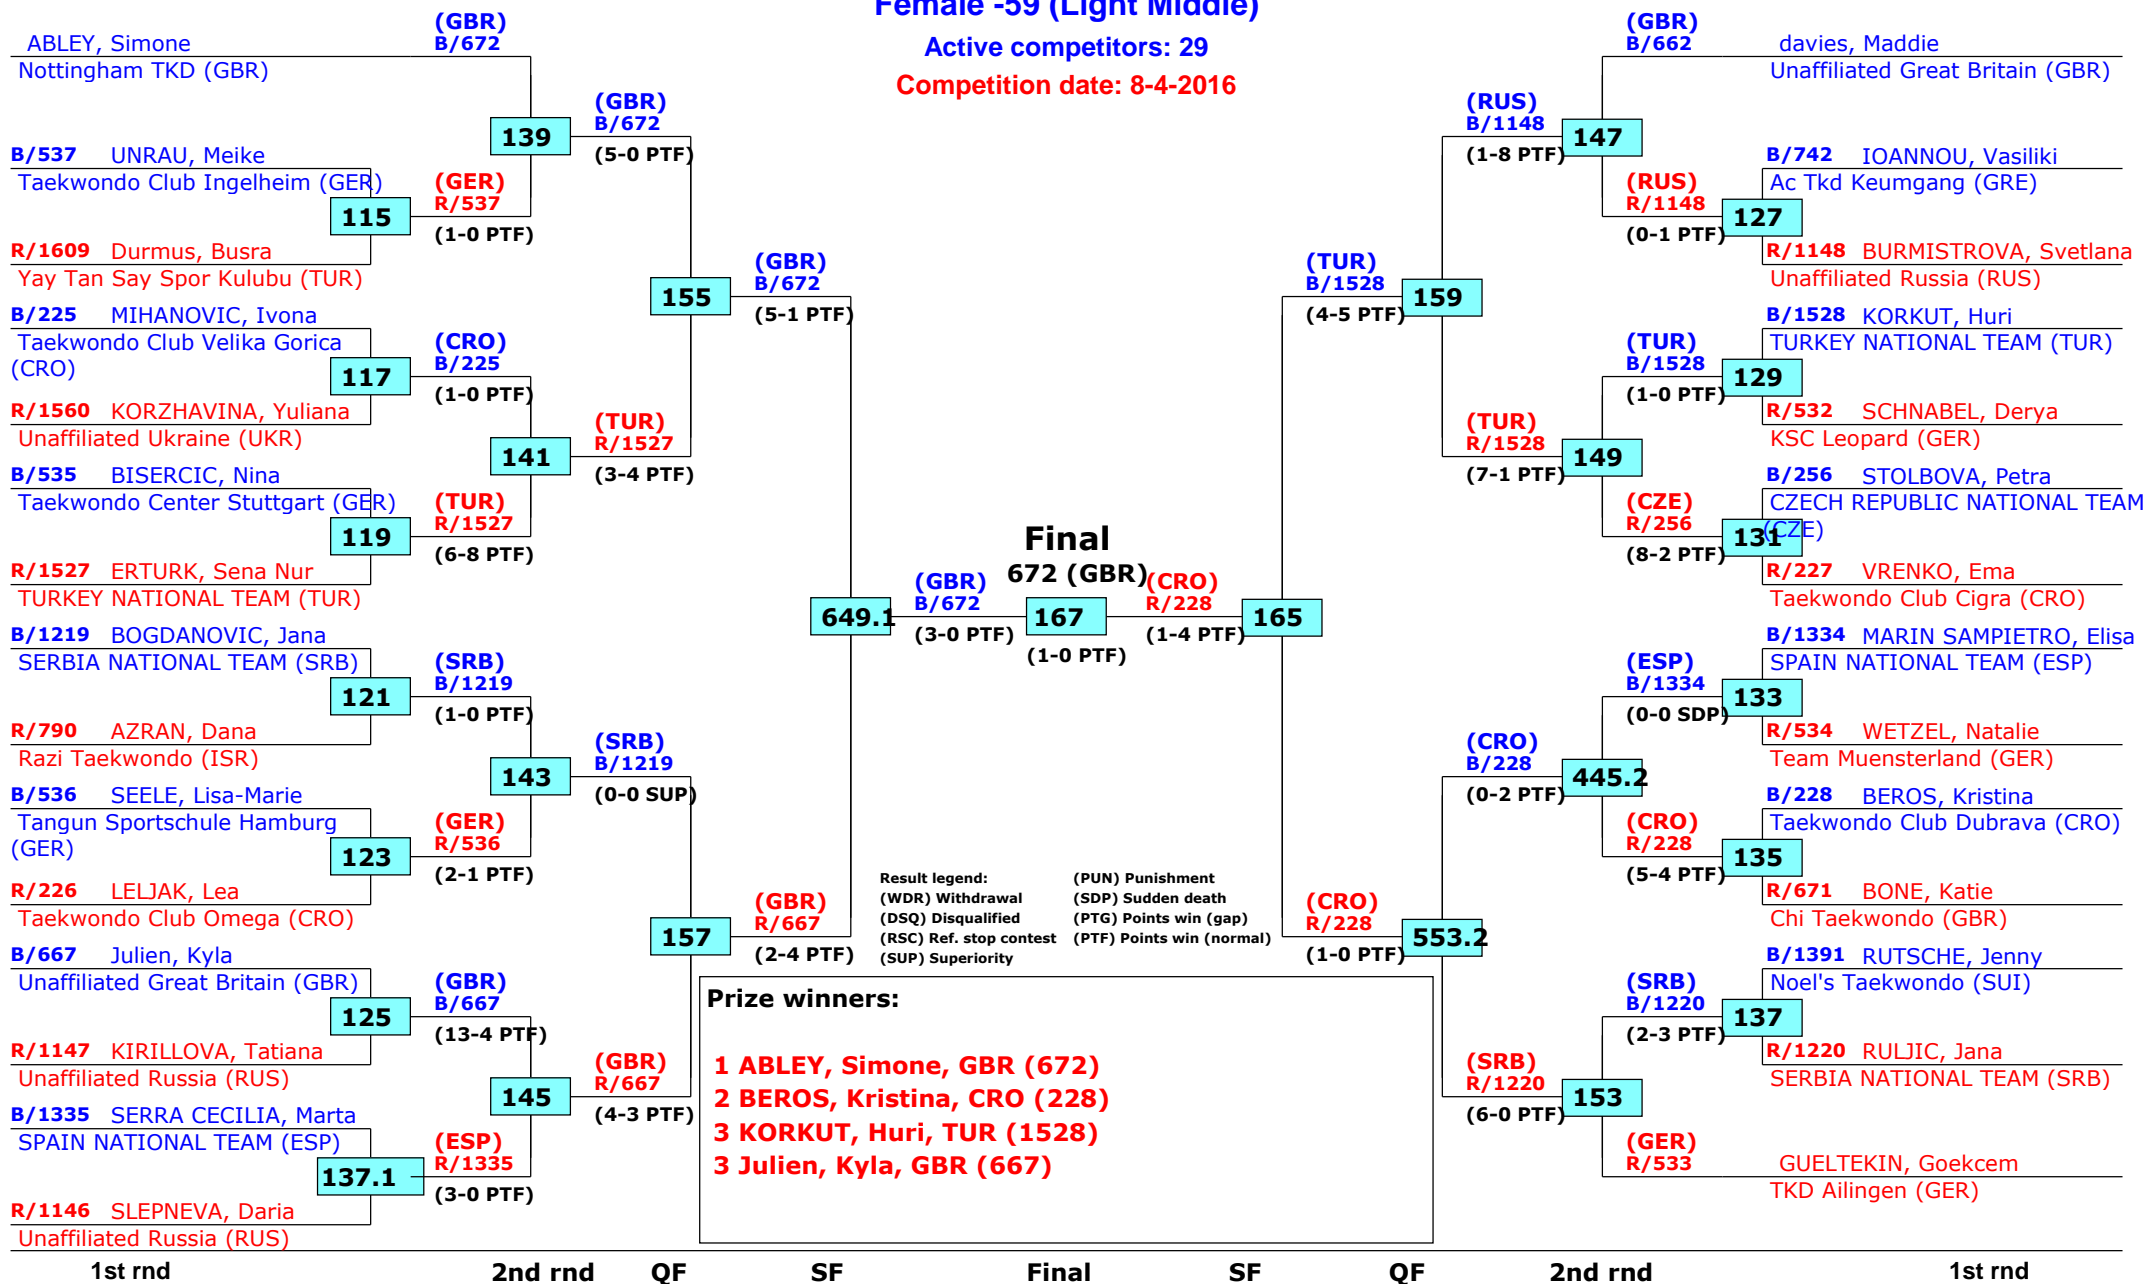 Female -59 (Light Middle)
Active competitors: 29
Competition date: 8-4-2016
ABLEY, Simone
Nottingham TKD (GBR)
(GBR)
B/672
B/537 UNRAU, Meike
Taekwondo Club Ingelheim (GER)
115
R/1609 Durmus, Busra
Yay Tan Say Spor Kulubu (TUR)
(GER)
R/537
(1-0 PTF)
139
(GBR)
B/672
(5-0 PTF)
B/225 MIHANOVIC, Ivona
Taekwondo Club Velika Gorica
(CRO)
117
R/1560 KORZHAVINA, Yuliana
Unaffiliated Ukraine (UKR)
(CRO)
B/225
(1-0 PTF)
B/535 BISERCIC, Nina
Taekwondo Center Stuttgart (GER)
119
R/1527 ERTURK, Sena Nur
TURKEY NATIONAL TEAM (TUR)
(TUR)
R/1527
(6-8 PTF)
141
(TUR)
R/1527
(3-4 PTF)
155
(GBR)
B/672
(5-1 PTF)
B/1219 BOGDANOVIC, Jana
SERBIA NATIONAL TEAM (SRB)
121
R/790 AZRAN, Dana
Razi Taekwondo (ISR)
(SRB)
B/1219
(1-0 PTF)
B/536 SEELE, Lisa-Marie
Tangun Sportschule Hamburg
(GER)
123
R/226 LELJAK, Lea
Taekwondo Club Omega (CRO)
(GER)
R/536
(2-1 PTF)
143
(SRB)
B/1219
(0-0 SUP)
B/667 Julien, Kyla
Unaffiliated Great Britain (GBR)
125
R/1147 KIRILLOVA, Tatiana
Unaffiliated Russia (RUS)
(GBR)
B/667
(13-4 PTF)
B/1335 SERRA CECILIA, Marta
SPAIN NATIONAL TEAM (ESP)
137.1
R/1146 SLEPNEVA, Daria
Unaffiliated Russia (RUS)
(ESP)
R/1335
(3-0 PTF)
145
(GBR)
R/667
(4-3 PTF)
157
(GBR)
R/667
(2-4 PTF)
649.1
(GBR)
B/672
(3-0 PTF)
Final
672 (GBR)
167
(1-0 PTF)
(CRO)
R/228
(1-4 PTF)
165
(TUR)
B/1528
(4-5 PTF)
159
(RUS)
B/1148
(1-8 PTF)
147
(GBR)
B/662
davies, Maddie
Unaffiliated Great Britain (GBR)
(RUS)
R/1148
(0-1 PTF)
B/742 IOANNOU, Vasiliki
Ac Tkd Keumgang (GRE)
127
R/1148 BURMISTROVA, Svetlana
Unaffiliated Russia (RUS)
(TUR)
R/1528
(7-1 PTF)
149
(TUR)
B/1528
(1-0 PTF)
B/1528 KORKUT, Huri
TURKEY NATIONAL TEAM (TUR)
129
R/532 SCHNABEL, Derya
KSC Leopard (GER)
(CZE)
R/256
(8-2 PTF)
B/256 STOLBOVA, Petra
CZECH REPUBLIC NATIONAL TEAM
(CZE)
131
R/227 VRENKO, Ema
Taekwondo Club Cigra (CRO)
(CRO)
R/228
(1-0 PTF)
553.2
(CRO)
B/228
(0-2 PTF)
445.2
(ESP)
B/1334
(0-0 SDP)
B/1334 MARIN SAMPIETRO, Elisa
SPAIN NATIONAL TEAM (ESP)
133
R/534 WETZEL, Natalie
Team Muensterland (GER)
(CRO)
R/228
(5-4 PTF)
B/228 BEROS, Kristina
Taekwondo Club Dubrava (CRO)
135
R/671 BONE, Katie
Chi Taekwondo (GBR)
(SRB)
R/1220
(6-0 PTF)
153
(SRB)
B/1220
(2-3 PTF)
B/1391 RUTSCHE, Jenny
Noel's Taekwondo (SUI)
137
R/1220 RULJIC, Jana
SERBIA NATIONAL TEAM (SRB)
(GER)
R/533
GUELTEKIN, Goekcem
TKD Ailingen (GER)
Result legend:
(WDR) Withdrawal
(DSQ) Disqualified
(RSC) Ref. stop contest
(SUP) Superiority
(PUN) Punishment
(SDP) Sudden death
(PTG) Points win (gap)
(PTF) Points win (normal)
Prize winners:
1 ABLEY, Simone, GBR (672)
2 BEROS, Kristina, CRO (228)
3 KORKUT, Huri, TUR (1528)
3 Julien, Kyla, GBR (667)
1st rnd 2nd rnd QF SF Final SF QF 2nd rnd 1st rnd